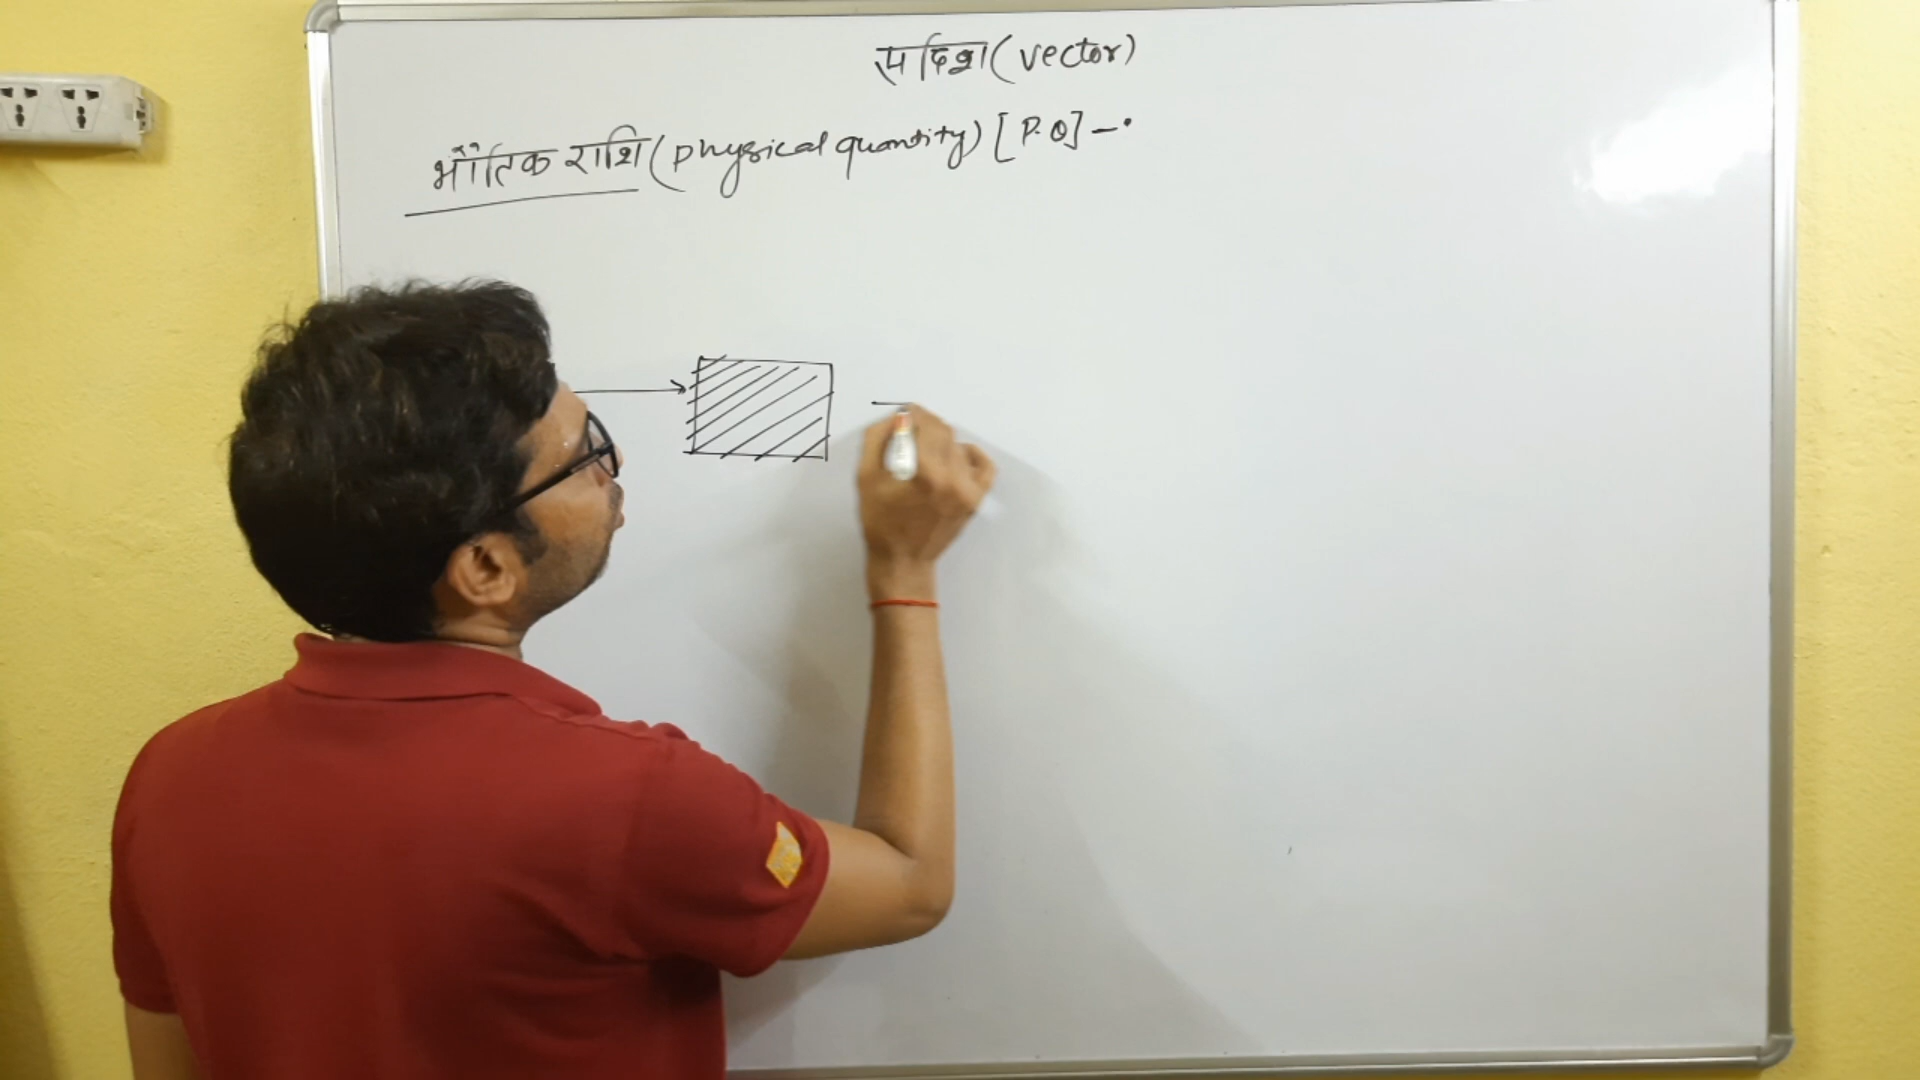 सदिश (vector)
भौतिक राशि (physical quantity) [P.Q] -